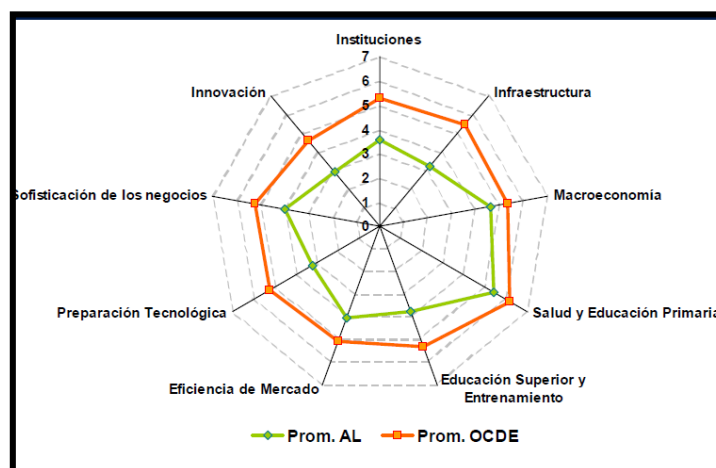 Instituciones
7
6
5
4
3
2
1
0
Innovación
Infraestructura
Sofisticación de los negocios
Macroeconomía
Preparación Tecnológica
Salud y Educación Primaria
Eficiencia de Mercado
Educación Superior y
Entrenamiento
Prom. AL
Prom. OCDE